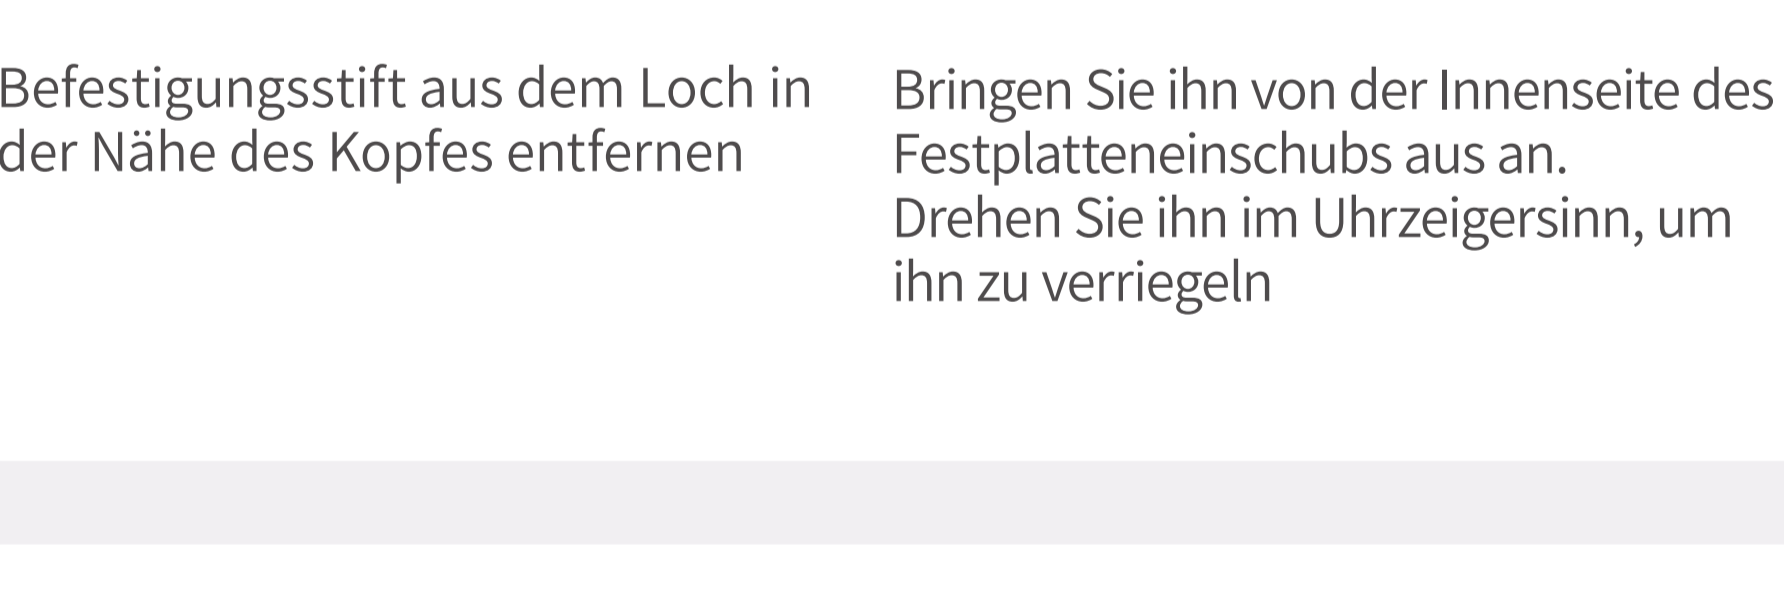 Befestigungsstift aus dem Loch in
der Nähe des Kopfes entfernen
Bringen Sie ihn von der Innenseite des
Festplatteneinschubs aus an.
Drehen Sie ihn im Uhrzeigersinn, um
ihn zu verriegeln